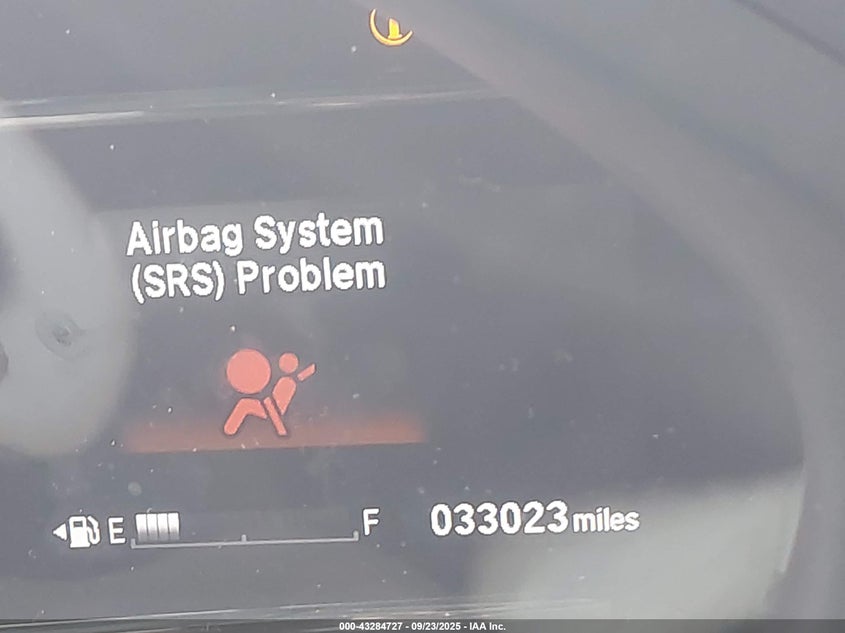 Airbag System
(SRS) Problem
E F 033023 miles
000-43284727 - 09/23/2025 - IAA Inc.